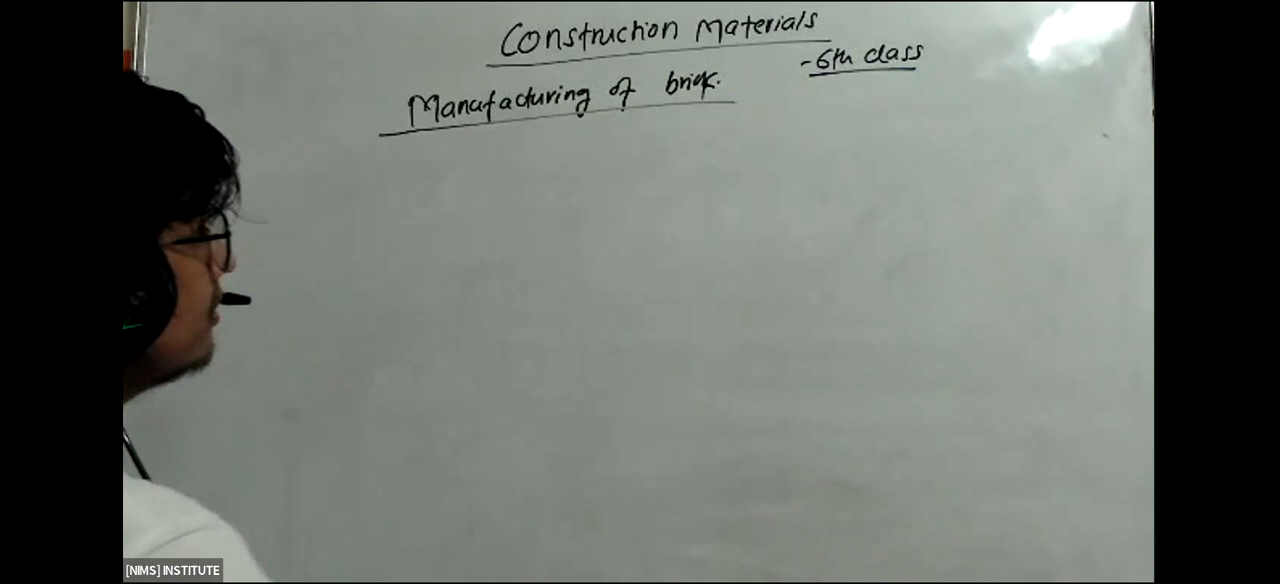 Construction Materials
-6th class
Manufacturing of brick.
[NIMS] INSTITUTE